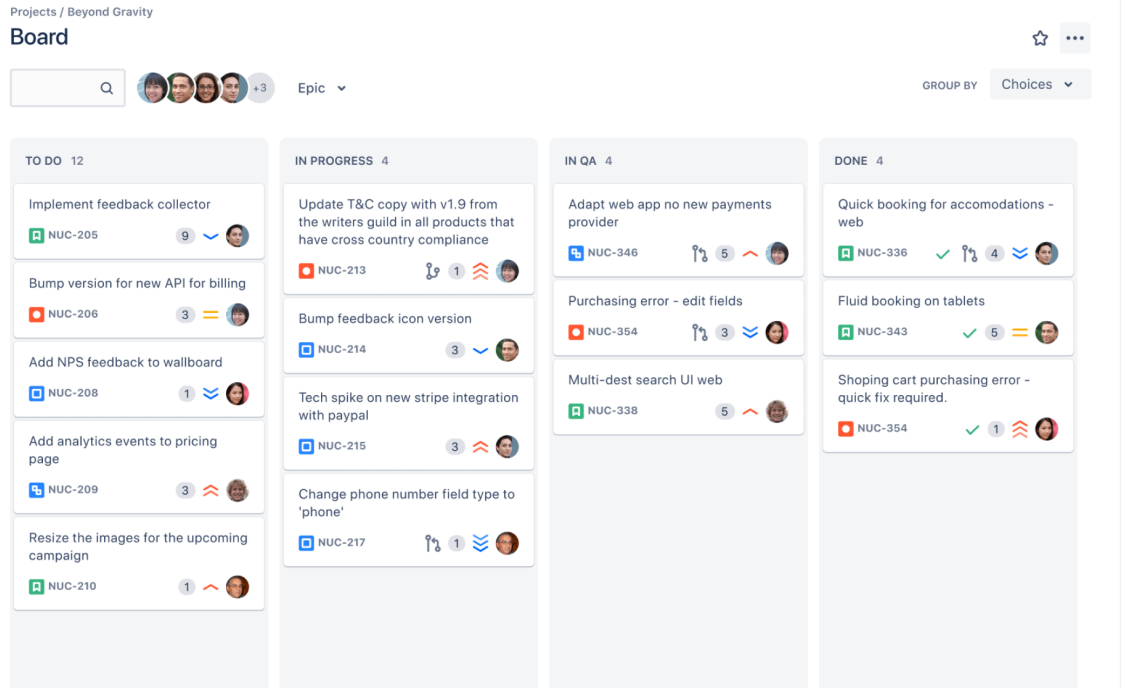 Projects / Beyond Gravity
Board
+3
Epic
GROUP BY
Choices
TO DO 12
Implement feedback collector
NUC-205
9
Bump version for new API for billing
NUC-206
3
Add NPS feedback to wallboard
NUC-208
1
Add analytics events to pricing
page
NUC-209
3
Resize the images for the upcoming
campaign
NUC-210
1
IN PROGRESS 4
Update T&C copy with v1.9 from
the writers guild in all products that
have cross country compliance
NUC-213
1
Bump feedback icon version
NUC-214
3
Tech spike on new stripe integration
with paypal
NUC-215
3
Change phone number field type to
'phone'
NUC-217
1
IN QA 4
Adapt web app no new payments
provider
NUC-346
5
Purchasing error - edit fields
NUC-354
3
Multi-dest search UI web
NUC-338
5
DONE 4
Quick booking for accomodations -
web
NUC-336
4
Fluid booking on tablets
NUC-343
5
Shoping cart purchasing error -
quick fix required.
NUC-354
1